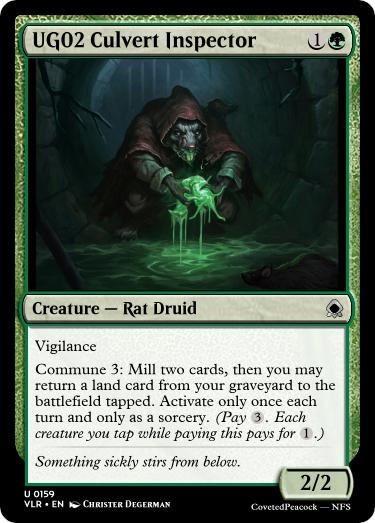 UG02 Culvert Inspector 1
Creature — Rat Druid
Vigilance
Commune 3: Mill two cards, then you may
return a land card from your graveyard to the
battlefield tapped. Activate only once each
turn and only as a sorcery. (Pay 3. Each
creature you tap while paying this pays for 1.)
Something sickly stirs from below.
2/2
U 0159
VLR • EN Christer Degerman
CovetedPeacock — NFS